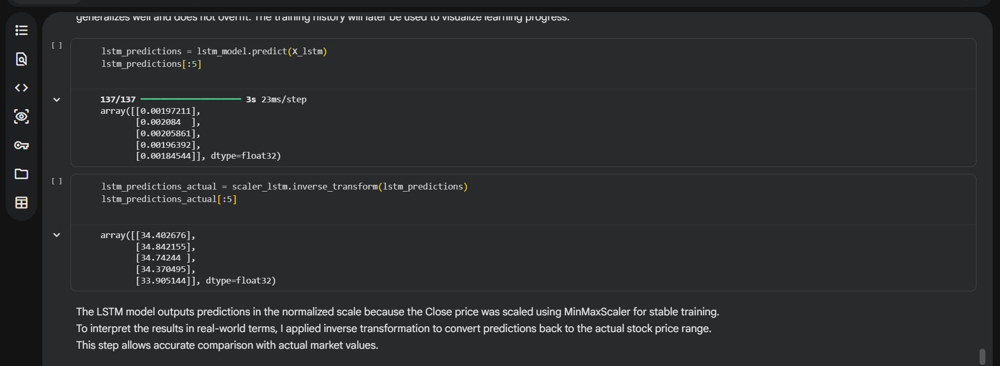 generalizes well and does not overfit. The training history will later be used to visualize learning progress.
[ ]
lstm_predictions = lstm_model.predict(X_lstm)
lstm_predictions[:5]
137/137 ━━━━━━━━━━━━━━━━━━━━ 3s 23ms/step
array([[0.00197211],
       [0.002084  ],
       [0.00205861],
       [0.00196392],
       [0.00184544]], dtype=float32)
[ ]
lstm_predictions_actual = scaler_lstm.inverse_transform(lstm_predictions)
lstm_predictions_actual[:5]
array([[34.402676],
       [34.842155],
       [34.74244 ],
       [34.370495],
       [33.905144]], dtype=float32)
The LSTM model outputs predictions in the normalized scale because the Close price was scaled using MinMaxScaler for stable training.
To interpret the results in real-world terms, I applied inverse transformation to convert predictions back to the actual stock price range.
This step allows accurate comparison with actual market values.